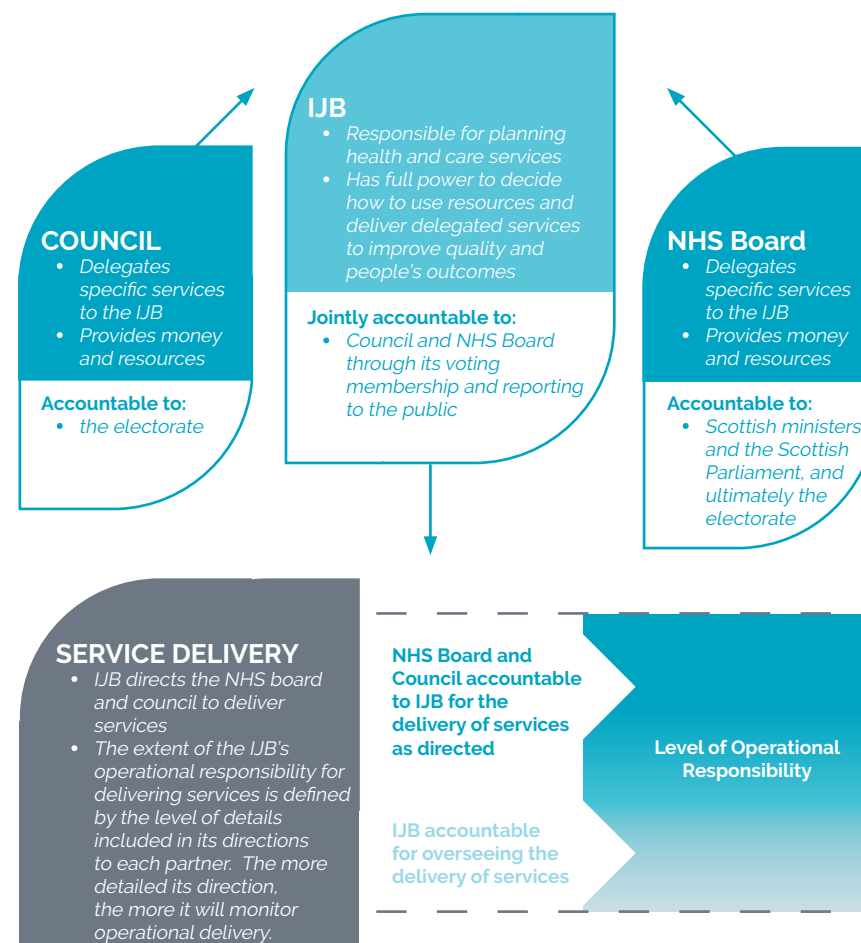 IJB
• Responsible for planning
health and care services
• Has full power to decide
how to use resources and
deliver delegated services
to improve quality and
people's outcomes
Jointly accountable to:
• Council and NHS Board
through its voting
membership and reporting
to the public
COUNCIL
• Delegates
specific services
to the IJB
• Provides money
and resources
Accountable to:
• the electorate
NHS Board
• Delegates
specific services
to the IJB
• Provides money
and resources
Accountable to:
• Scottish ministers
and the Scottish
Parliament, and
ultimately the
electorate
SERVICE DELIVERY
• IJB directs the NHS board
and council to deliver
services
• The extent of the IJB's
operational responsibility for
delivering services is defined
by the level of details
included in its directions
to each partner. The more
detailed its direction,
the more it will monitor
operational delivery.
NHS Board and
Council accountable
to IJB for the
delivery of services
as directed
IJB accountable
for overseeing the
delivery of services
Level of Operational
Responsibility